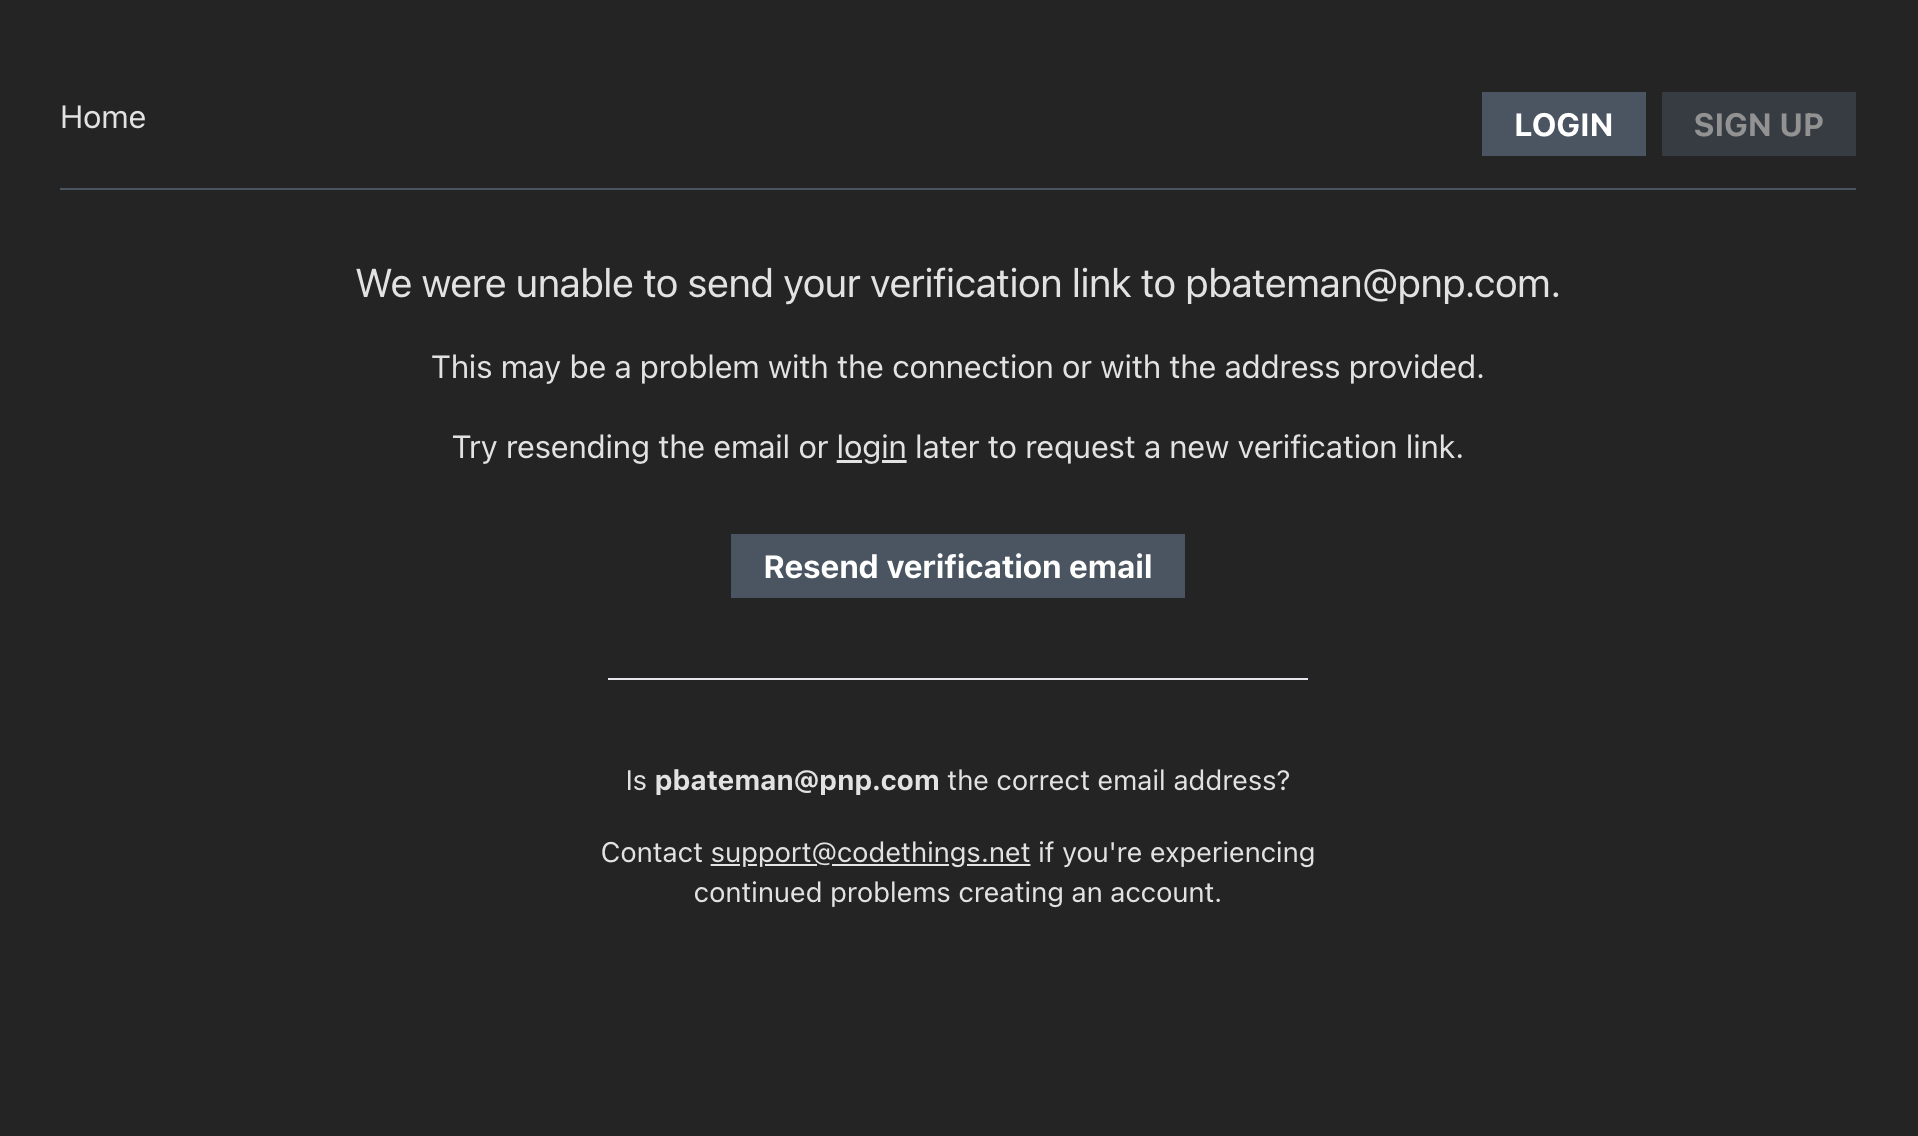 Home
LOGIN
SIGN UP
We were unable to send your verification link to pbateman@pnp.com.
This may be a problem with the connection or with the address provided.
Try resending the email or login later to request a new verification link.
Resend verification email
Is pbateman@pnp.com the correct email address?
Contact support@codethings.net if you're experiencing
continued problems creating an account.